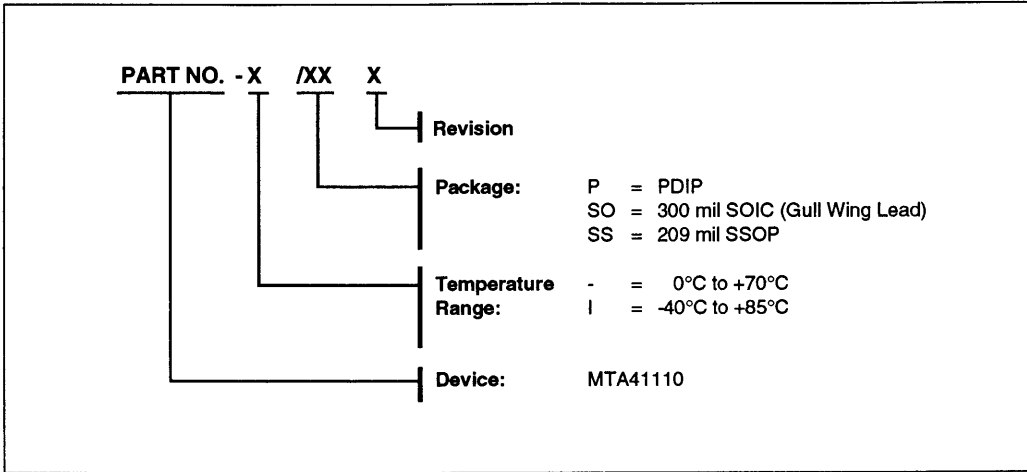 PART NO. - X /XX X
Revision
Package: P = PDIP
SO = 300 mil SOIC (Gull Wing Lead)
SS = 209 mil SSOP
Temperature - = 0°C to +70°C
Range: I = -40°C to +85°C
Device: MTA41110